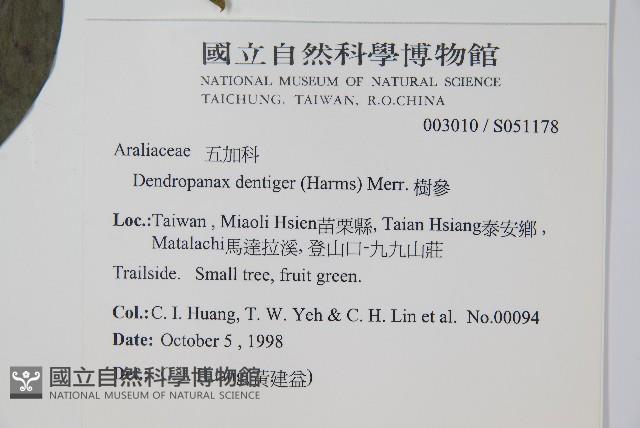 國立自然科學博物館
NATIONAL MUSEUM OF NATURAL SCIENCE
TAICHUNG. TAIWAN, R.O.CHINA
003010 / S051178
Araliaceae 五加科
Dendropanax dentiger (Harms) Merr. 樹參
Loc.:Taiwan , Miaoli Hsien苗栗縣, Taian Hsiang泰安鄉 ,
Matalachi馬達拉溪, 登山口-九九山莊
Trailside. Small tree, fruit green.
Col.:C. I. Huang, T. W. Yeh & C. H. Lin et al. No.00094
Date: October 5 , 1998
Det.: 黃建益)
國立自然科學博物館
NATIONAL MUSEUM OF NATURAL SCIENCE